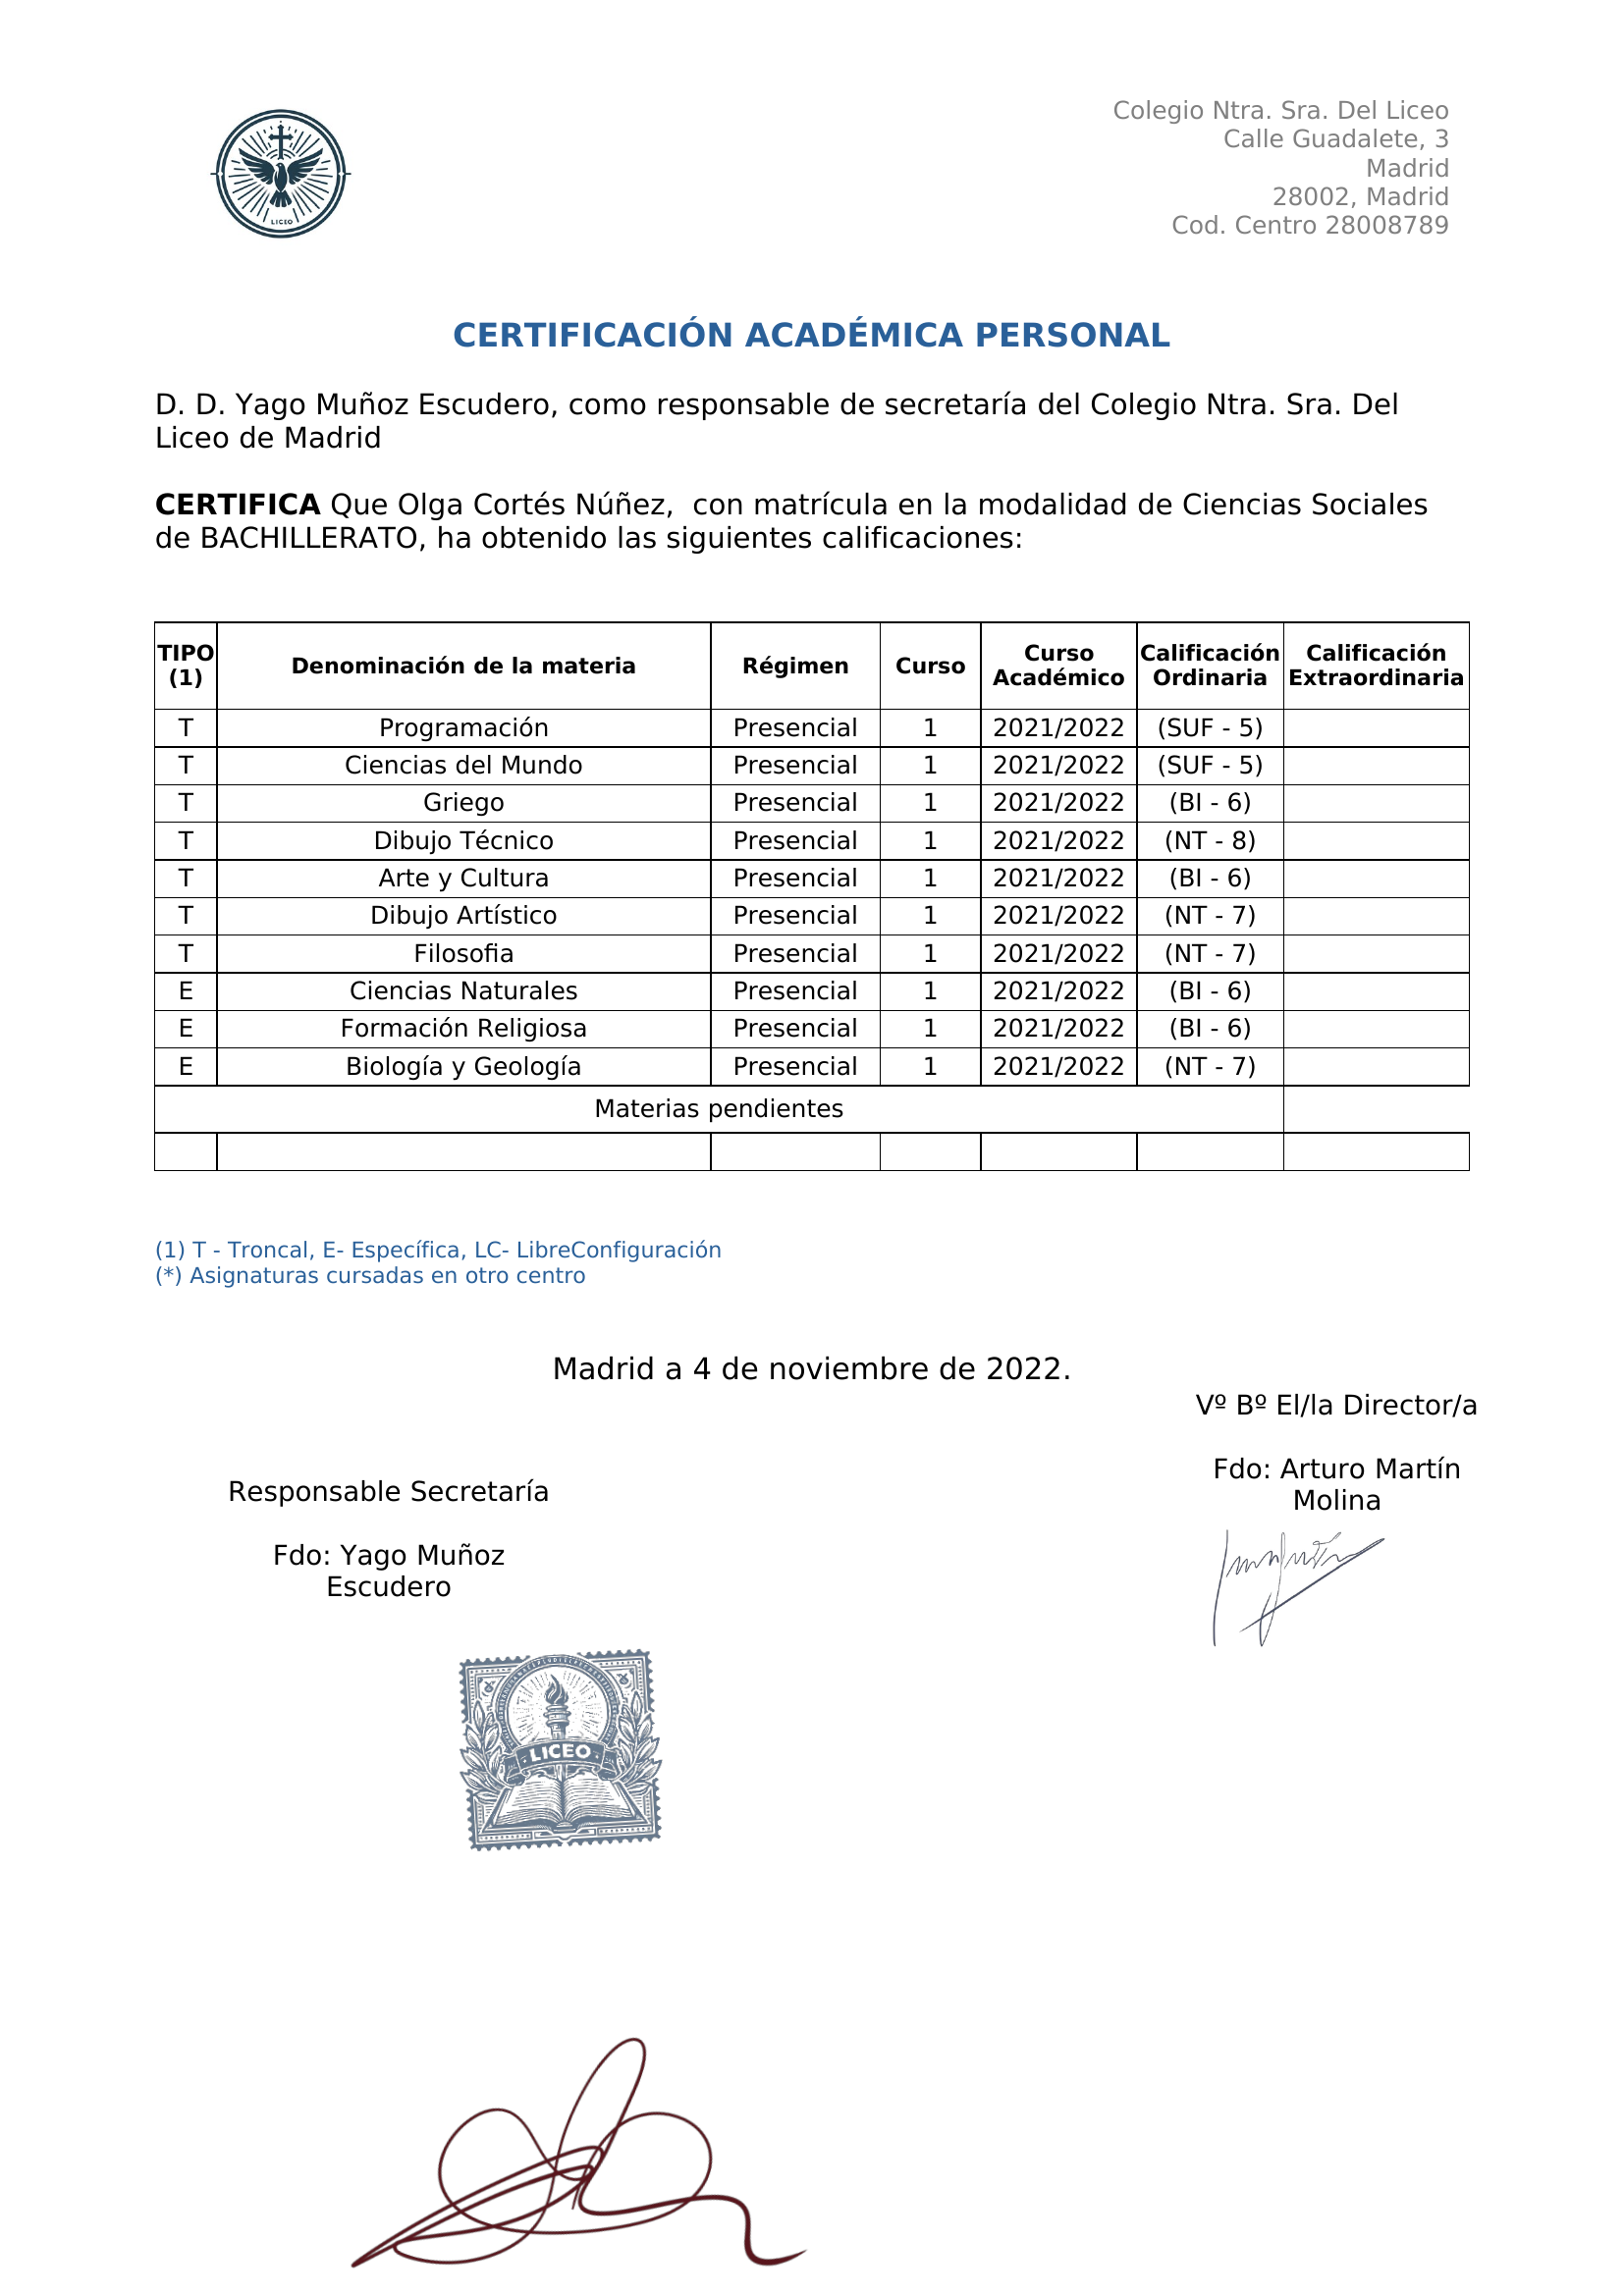 LICEO
Colegio Ntra. Sra. Del Liceo
Calle Guadalete, 3
Madrid
28002, Madrid
Cod. Centro 28008789
CERTIFICACIÓN ACADÉMICA PERSONAL
D. D. Yago Muñoz Escudero, como responsable de secretaría del Colegio Ntra. Sra. Del
Liceo de Madrid
CERTIFICA Que Olga Cortés Núñez, con matrícula en la modalidad de Ciencias Sociales
de BACHILLERATO, ha obtenido las siguientes calificaciones:
TIPO (1) Denominación de la materia Régimen Curso Curso Académico Calificación Ordinaria Calificación Extraordinaria
T Programación Presencial 1 2021/2022 (SUF - 5)
T Ciencias del Mundo Presencial 1 2021/2022 (SUF - 5)
T Griego Presencial 1 2021/2022 (BI - 6)
T Dibujo Técnico Presencial 1 2021/2022 (NT - 8)
T Arte y Cultura Presencial 1 2021/2022 (BI - 6)
T Dibujo Artístico Presencial 1 2021/2022 (NT - 7)
T Filosofia Presencial 1 2021/2022 (NT - 7)
E Ciencias Naturales Presencial 1 2021/2022 (BI - 6)
E Formación Religiosa Presencial 1 2021/2022 (BI - 6)
E Biología y Geología Presencial 1 2021/2022 (NT - 7)
Materias pendientes
(1) T - Troncal, E- Específica, LC- LibreConfiguración
(*) Asignaturas cursadas en otro centro
Madrid a 4 de noviembre de 2022.
Vº Bº El/la Director/a
Fdo: Arturo Martín
Molina
Responsable Secretaría
Fdo: Yago Muñoz
Escudero
LICEO